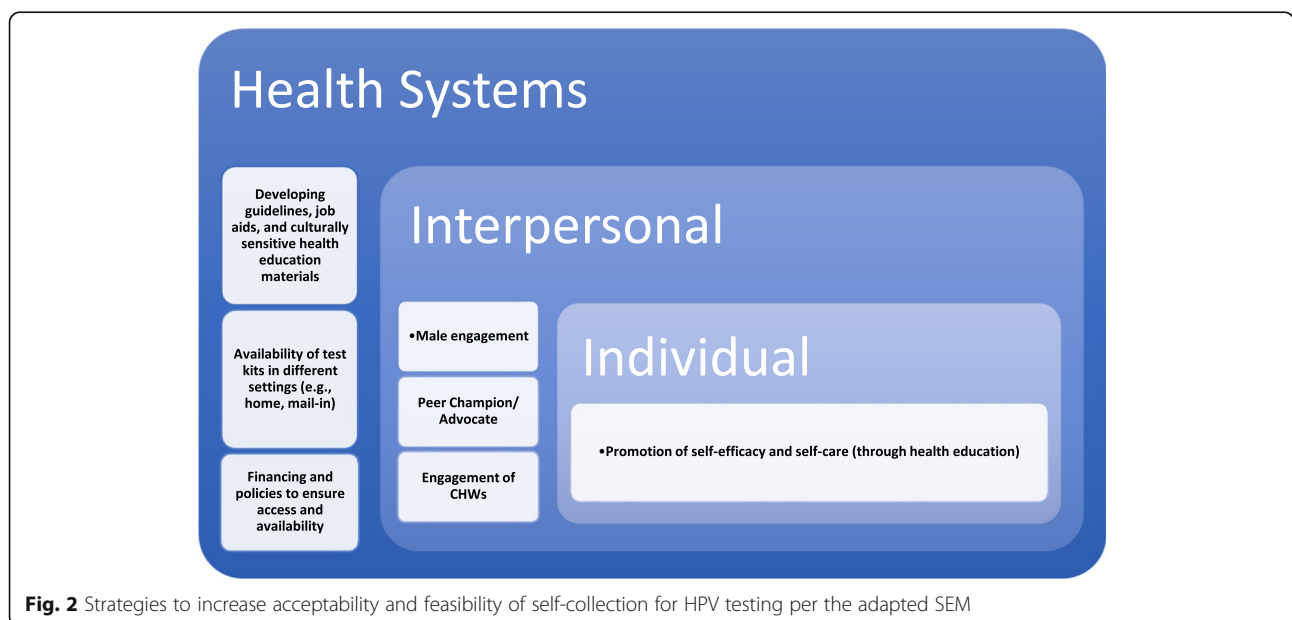 Health Systems
Developing
guidelines, job
aids, and culturally
sensitive health
education
materials
Availability of test
kits in different
settings (e.g.,
home, mail-in)
Financing and
policies to ensure
access and
availability
Interpersonal
•Male engagement
Peer Champion/
Advocate
Engagement of
CHWs
Individual
•Promotion of self-efficacy and self-care (through health education)
Fig. 2 Strategies to increase acceptability and feasibility of self-collection for HPV testing per the adapted SEM